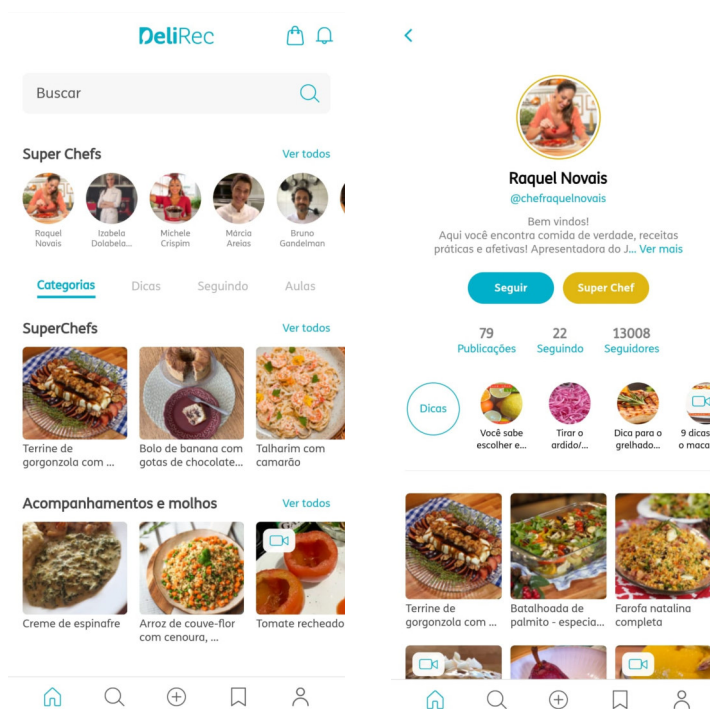 DeliRec
Buscar
Super Chefs
Ver todos
Raquel
Novais
Izabela
Dolabela...
Michele
Crispim
Márcia
Areias
Bruno
Gandelman
Categorias
Dicas
Seguindo
Aulas
SuperChefs
Ver todos
Terrine de
gorgonzola com ...
Bolo de banana com
gotas de chocolate...
Talharim com
camarão
Acompanhamentos e molhos
Ver todos
Creme de espinafre
Arroz de couve-flor
com cenoura, ...
Tomate recheado
Raquel Novais
@chefraquelnovais
Bem vindos!
Aqui você encontra comida de verdade, receitas
práticas e afetivas! Apresentadora do J... Ver mais
Seguir
Super Chef
79
Publicações
22
Seguindo
13008
Seguidores
Dicas
Você sabe
escolher e...
Tirar o
ardido/...
Dica para o
grelhado...
9 dicas
o maca
Terrine de
gorgonzola com ...
Batalhoada de
palmito - especia...
Farofa natalina
completa